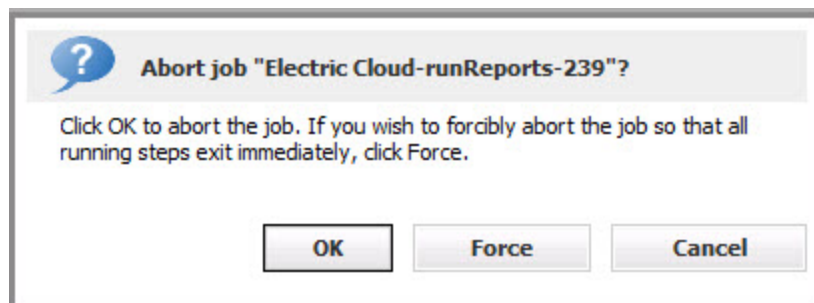 Abort job "Electric Cloud-runReports-239"?
Click OK to abort the job. If you wish to forcibly abort the job so that all
running steps exit immediately, click Force.
OK Force Cancel